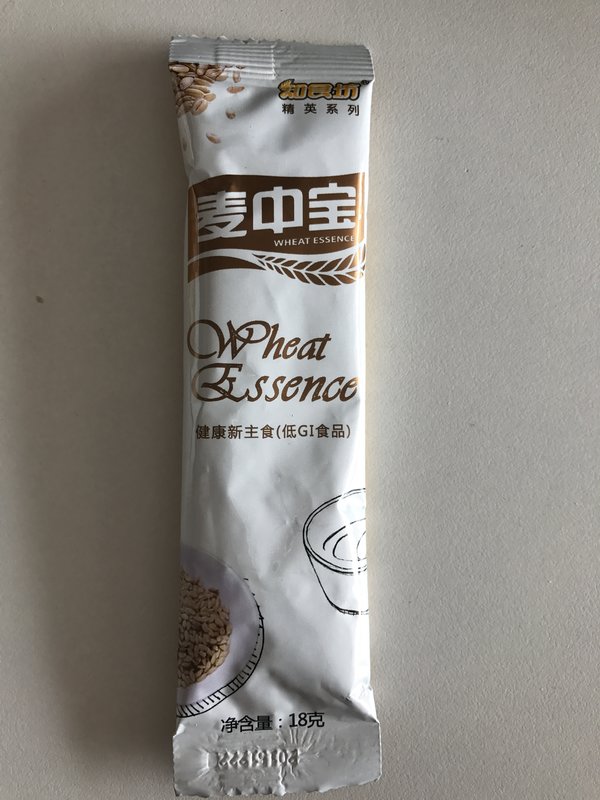 知食坊®
精英系列
麦中宝
WHEAT ESSENCE
Wheat
Essence
健康新主食(低GI食品)
净含量：18克
20151222